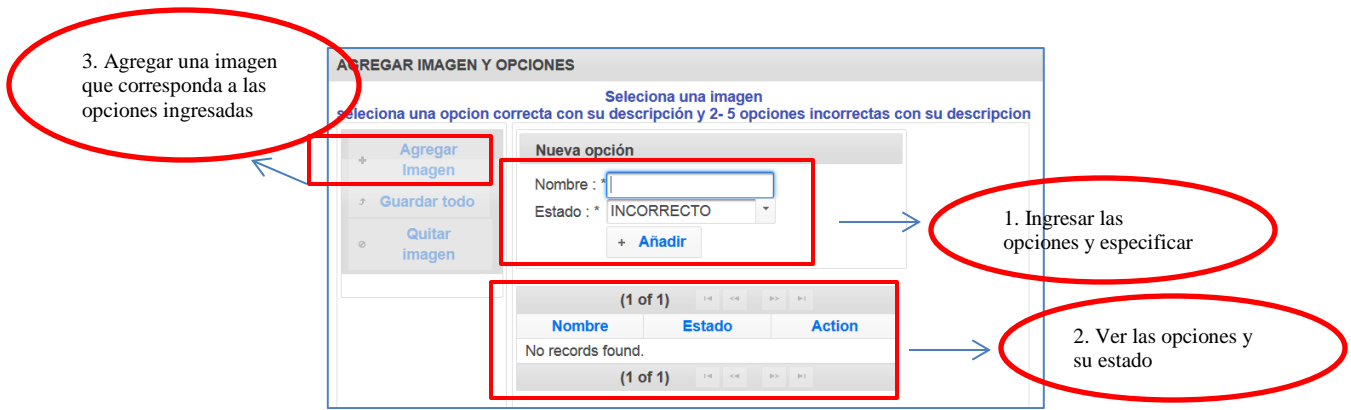 3. Agregar una imagen
que corresponda a las
opciones ingresadas
AGREGAR IMAGEN Y OPCIONES
Seleciona una imagen
seleciona una opcion correcta con su descripción y 2- 5 opciones incorrectas con su descripcion
+ Agregar
Imagen
Guardar todo
Quitar
imagen
Nueva opción
Nombre : *
Estado : * INCORRECTO
+ Añadir
1. Ingresar las
opciones y especificar
(1 of 1)
Nombre Estado Action
No records found.
(1 of 1)
2. Ver las opciones y
su estado